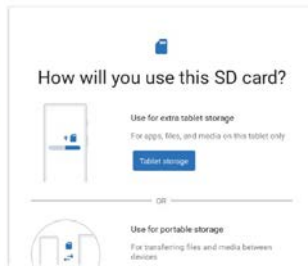 How will you use this SD card?
Use for extra tablet storage
For apps, files, and media on this tablet only
Tablet storage
OR
Use for portable storage
For transferring files and media between
devices